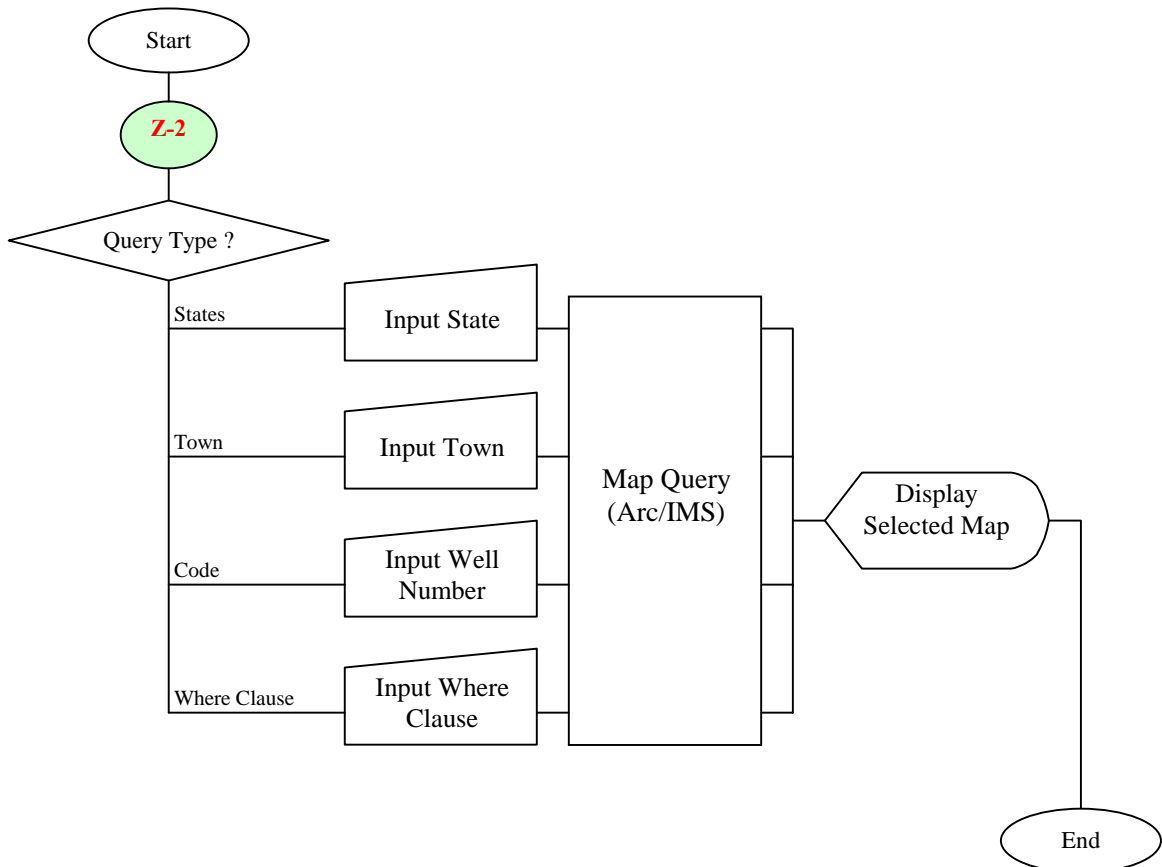 Start
Z-2
Query Type ?
States
Input State
Town
Input Town
Code
Input Well
Number
Where Clause
Input Where
Clause
Map Query
(Arc/IMS)
Display
Selected Map
End